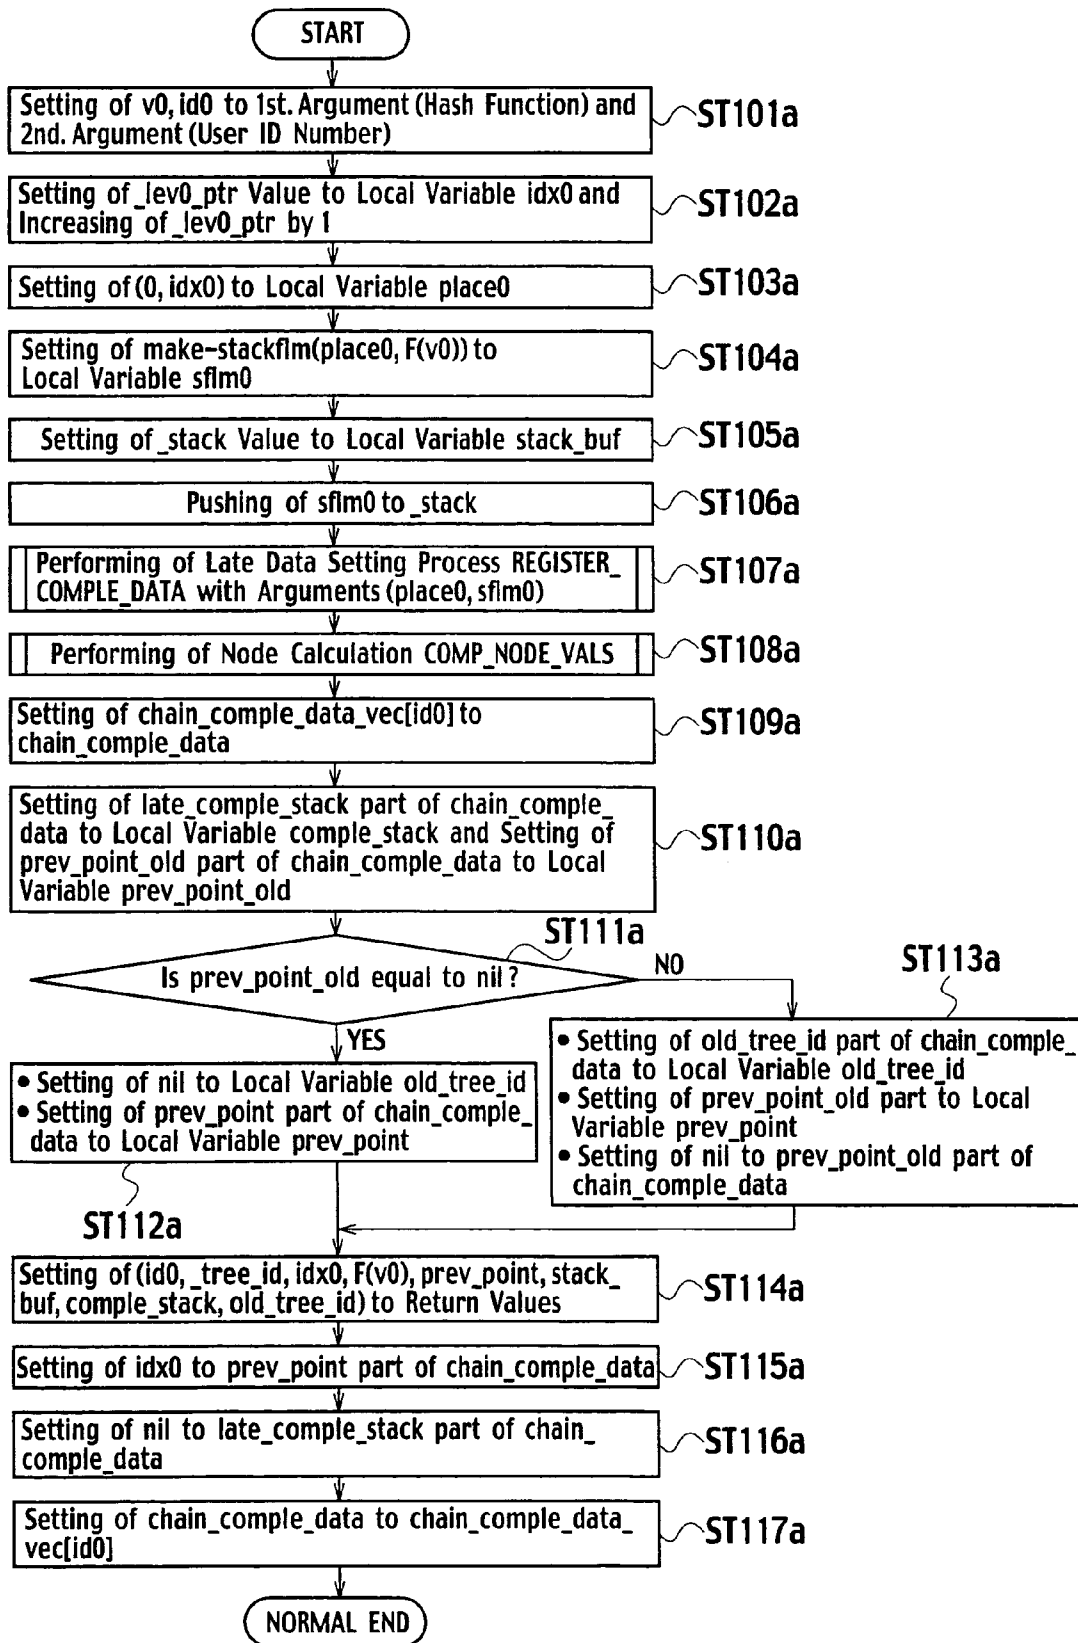 START
Setting of v0, id0 to 1st. Argument (Hash Function) and
2nd. Argument (User ID Number)
ST101a
Setting of _lev0_ptr Value to Local Variable idx0 and
Increasing of _lev0_ptr by 1
ST102a
Setting of (0, idx0) to Local Variable place0
ST103a
Setting of make-stackflm(place0, F(v0)) to
Local Variable sflm0
ST104a
Setting of _stack Value to Local Variable stack_buf
ST105a
Pushing of sflm0 to _stack
ST106a
Performing of Late Data Setting Process REGISTER_
COMPLE_DATA with Arguments (place0, sflm0)
ST107a
Performing of Node Calculation COMP_NODE_VALS
ST108a
Setting of chain_comple_data_vec[id0] to
chain_comple_data
ST109a
Setting of late_comple_stack part of chain_comple_
data to Local Variable comple_stack and Setting of
prev_point_old part of chain_comple_data to Local
Variable prev_point_old
ST110a
ST111a
Is prev_point_old equal to nil?
NO
ST113a
YES
• Setting of nil to Local Variable old_tree_id
• Setting of prev_point part of chain_comple_
data to Local Variable prev_point
ST112a
• Setting of old_tree_id part of chain_comple_
data to Local Variable old_tree_id
• Setting of prev_point_old part to Local
Variable prev_point
• Setting of nil to prev_point_old part of
chain_comple_data
Setting of (id0, _tree_id, idx0, F(v0), prev_point, stack_
buf, comple_stack, old_tree_id) to Return Values
ST114a
Setting of idx0 to prev_point part of chain_comple_data
ST115a
Setting of nil to late_comple_stack part of chain_
comple_data
ST116a
Setting of chain_comple_data to chain_comple_data_
vec[id0]
ST117a
NORMAL END